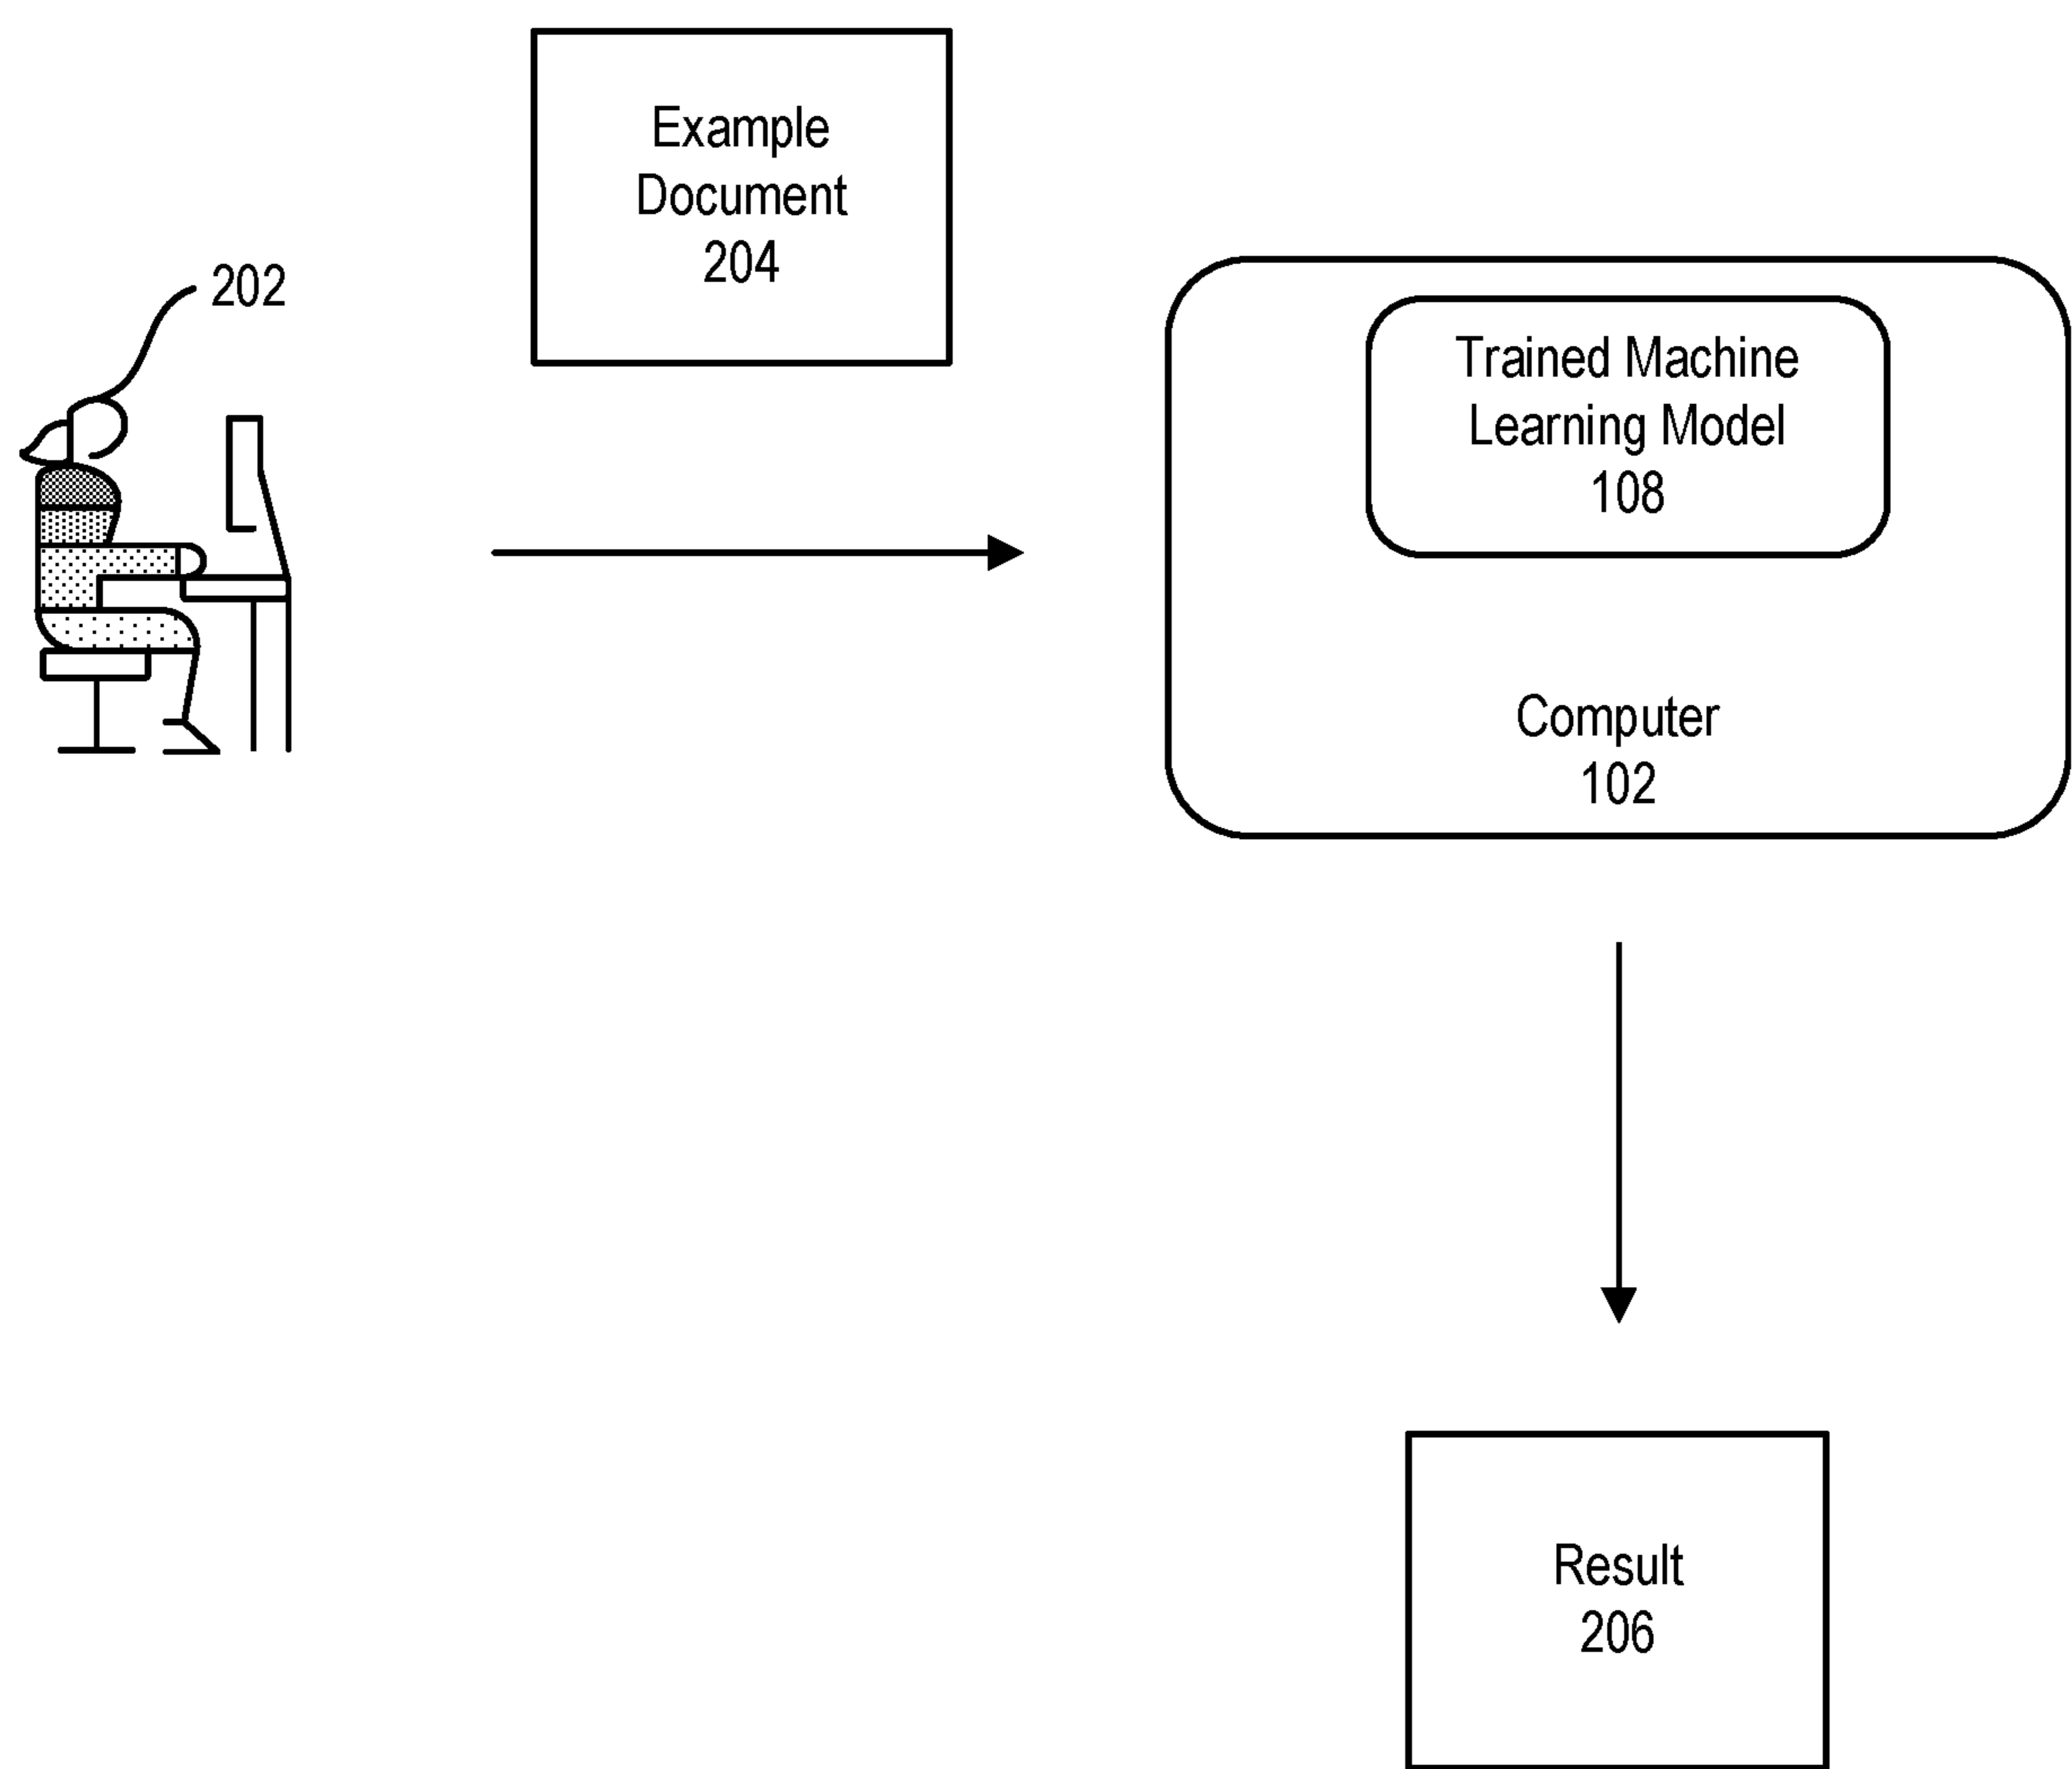 Example
Document
204
202
Trained Machine
Learning Model
108
Computer
102
Result
206